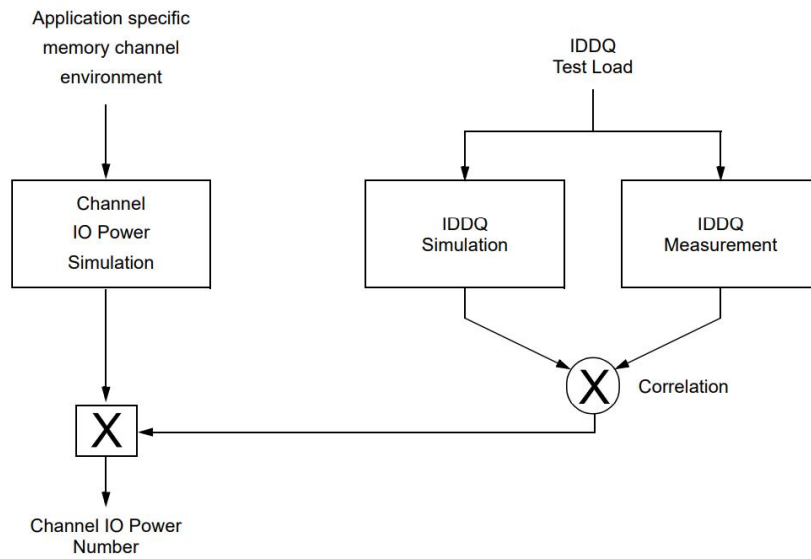 Application specific
memory channel
environment
IDDQ
Test Load
Channel
IO Power
Simulation
IDDQ
Simulation
IDDQ
Measurement
X
Correlation
X
Channel IO Power
Number